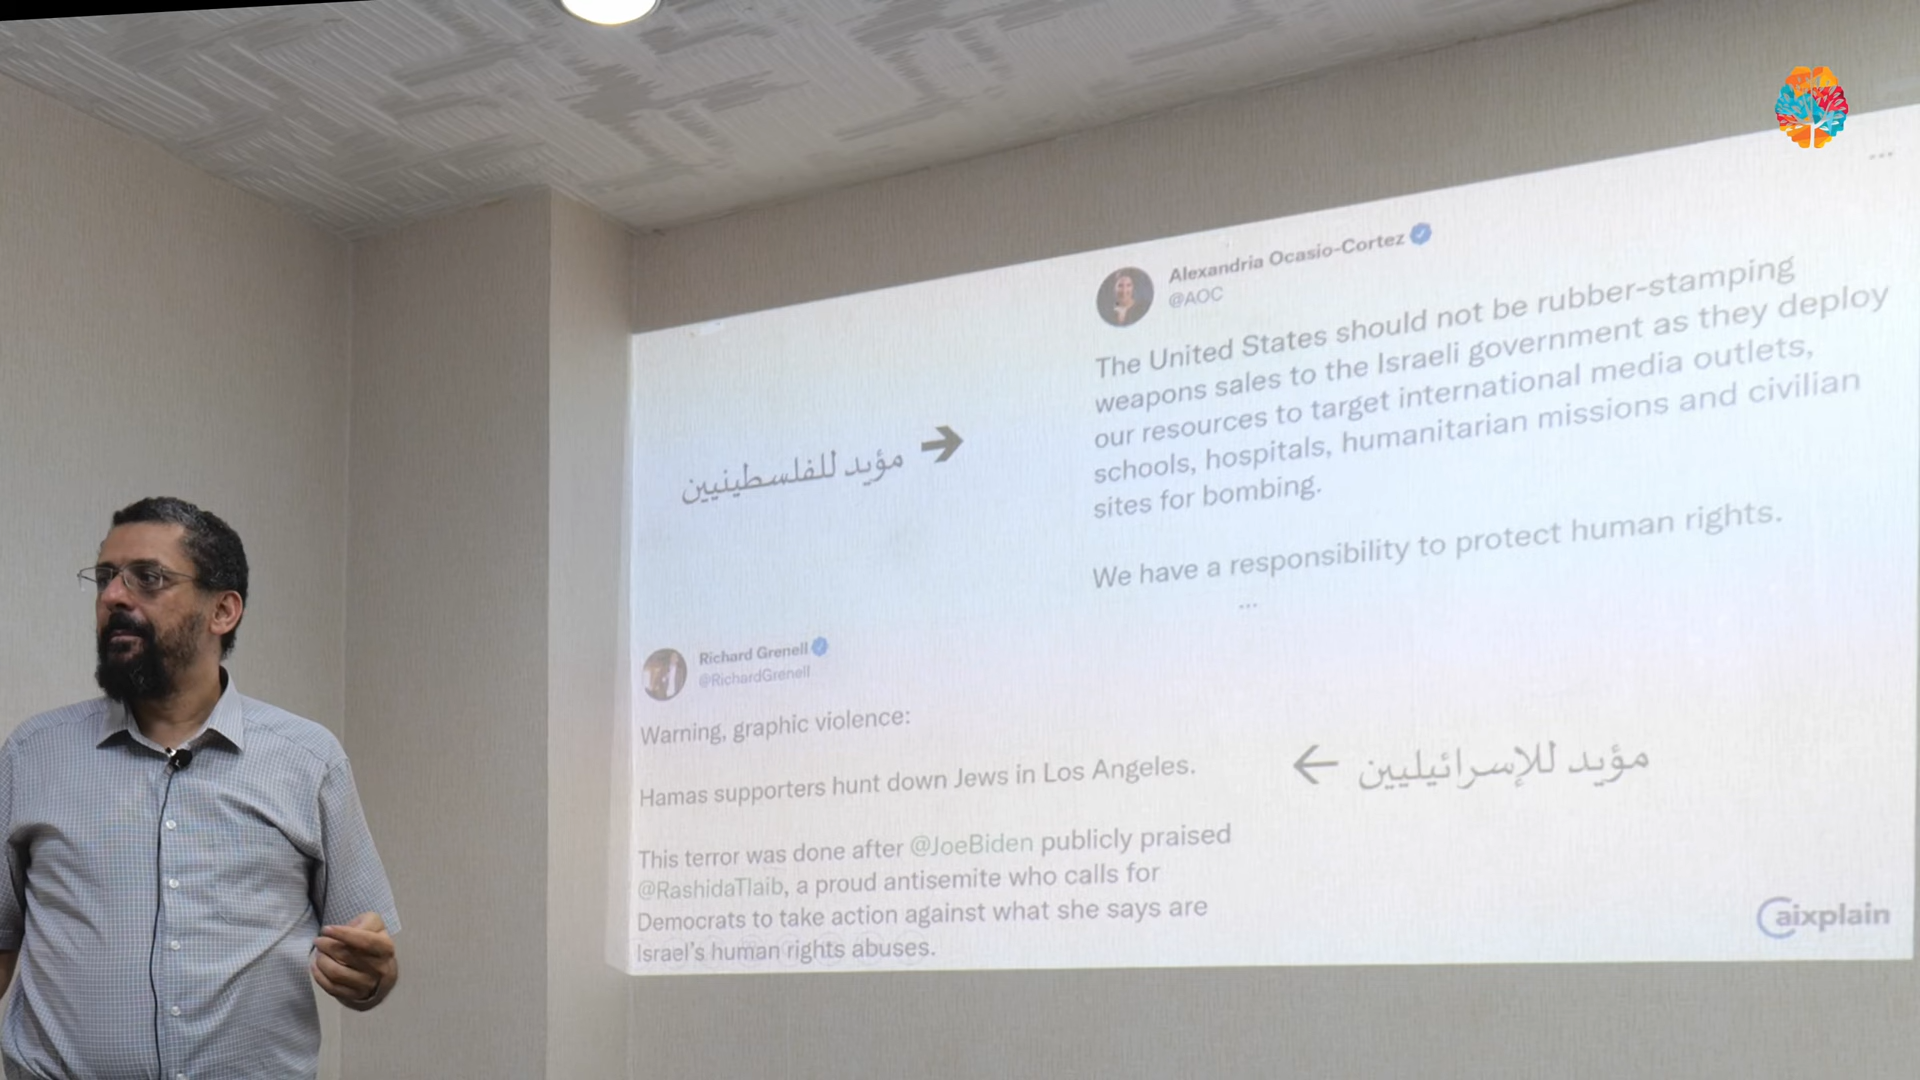 Alexandria Ocasio-Cortez
@AOC
The United States should not be rubber-stamping
weapons sales to the Israeli government as they deploy
our resources to target international media outlets,
schools, hospitals, humanitarian missions and civilian
sites for bombing.
We have a responsibility to protect human rights.
...
مؤيد للفلسطينيين →
Richard Grenell
@RichardGrenell
Warning, graphic violence:
Hamas supporters hunt down Jews in Los Angeles.
This terror was done after @JoeBiden publicly praised
@RashidaTlaib, a proud antisemite who calls for
Democrats to take action against what she says are
Israel's human rights abuses.
← مؤيد للإسرائيليين
aixplain